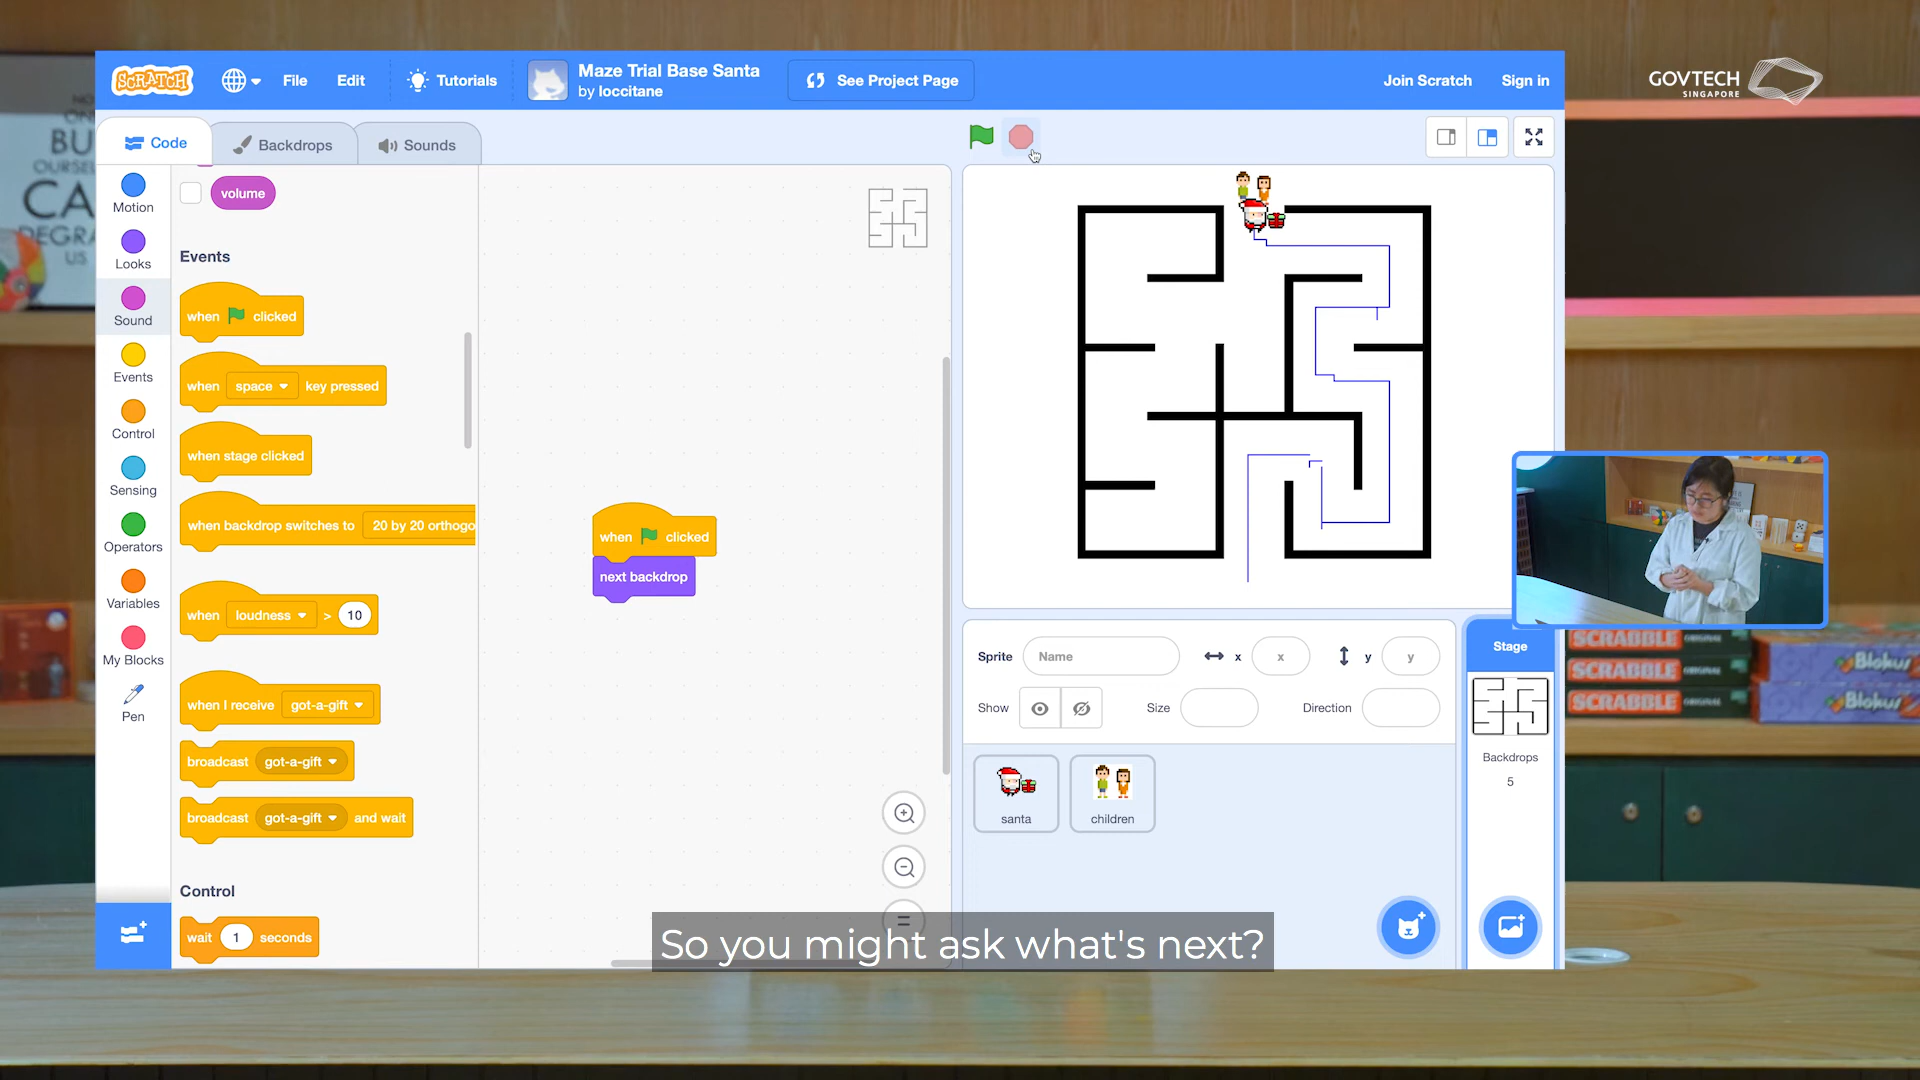 SCRATCH
File
Edit
Tutorials
Maze Trial Base Santa
by loccitane
See Project Page
Join Scratch
Sign in
GOVTECH
SINGAPORE
Code
Backdrops
Sounds
Motion
Looks
Sound
Events
Control
Sensing
Operators
Variables
My Blocks
Pen
volume
Events
when clicked
when space key pressed
when stage clicked
when backdrop switches to 20 by 20 orthogo
when loudness > 10
when I receive got-a-gift
broadcast got-a-gift
broadcast got-a-gift and wait
Control
wait 1 seconds
when clicked
next backdrop
Sprite
Name
x
x
y
y
Show
Size
Direction
santa
children
Stage
Backdrops
5
SCRABBLE
ORIGINAL
SCRABBLE
ORIGINAL
SCRABBLE
ORIGINAL
Blokus
Blokus
So you might ask what's next?